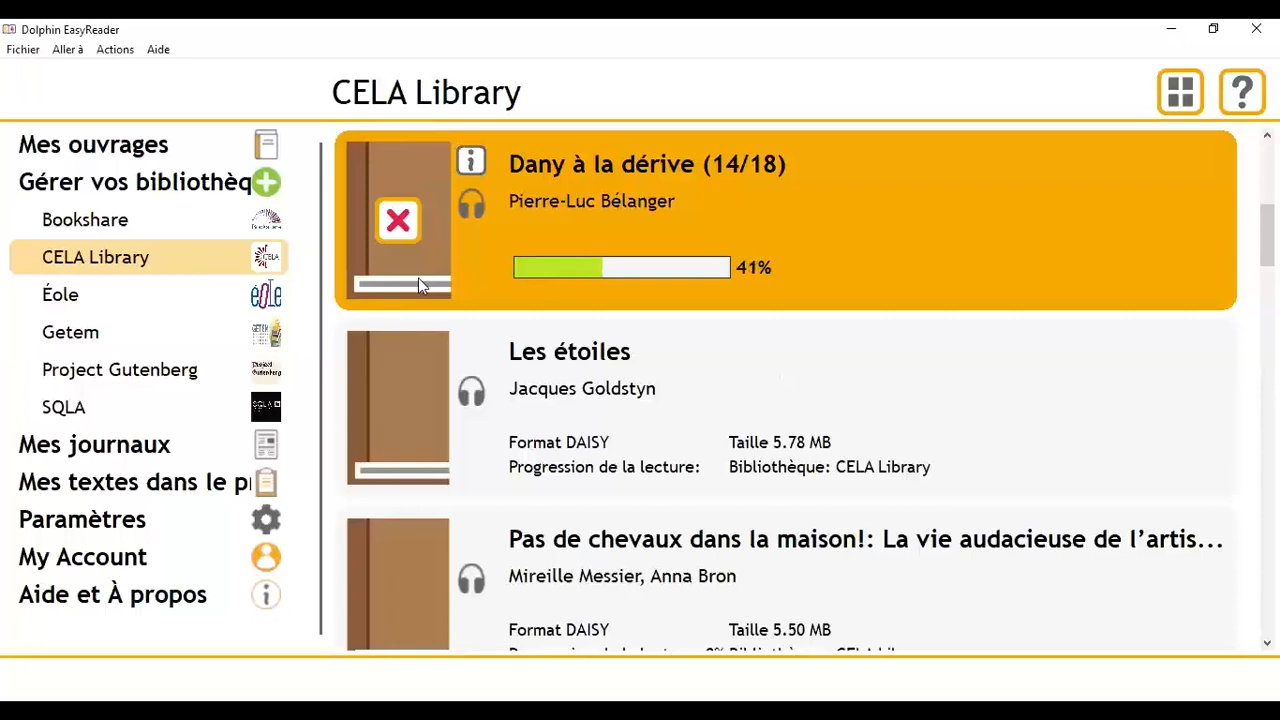 Dolphin EasyReader
Fichier Aller à Actions Aide
CELA Library
Mes ouvrages
Gérer vos bibliothèq
Bookshare
CELA Library
Éole
Getem
Project Gutenberg
SQLA
Mes journaux
Mes textes dans le pr
Paramètres
My Account
Aide et À propos
Dany à la dérive (14/18)
Pierre-Luc Bélanger
41%
Les étoiles
Jacques Goldstyn
Format DAISY Taille 5.78 MB
Progression de la lecture: Bibliothèque: CELA Library
Pas de chevaux dans la maison!: La vie audacieuse de l’artis...
Mireille Messier, Anna Bron
Format DAISY Taille 5.50 MB